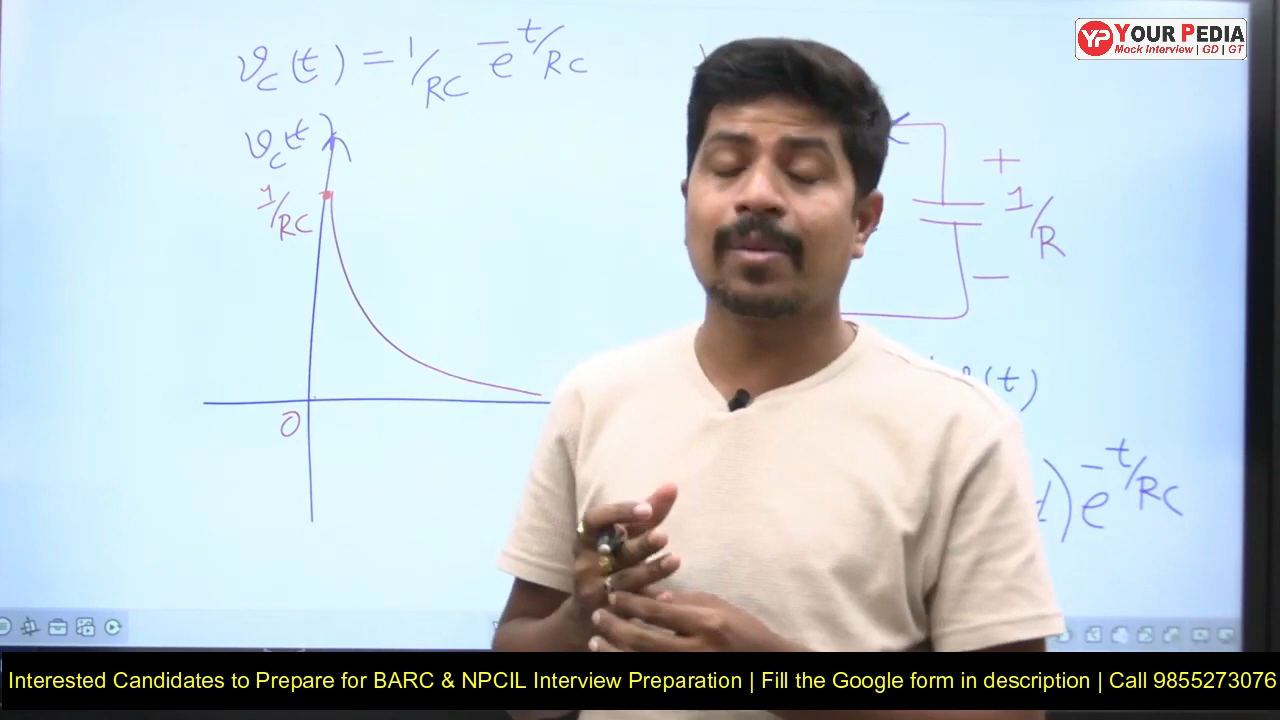 YP YOUR PEDIA
Mock Interview | GD | GT
𝑣c(t) = 1/RC e^-t/RC
𝑣c(t)
1/RC
0
+
1/R
−
(t)
)e^-t/RC
Interested Candidates to Prepare for BARC & NPCIL Interview Preparation | Fill the Google form in description | Call 9855273076